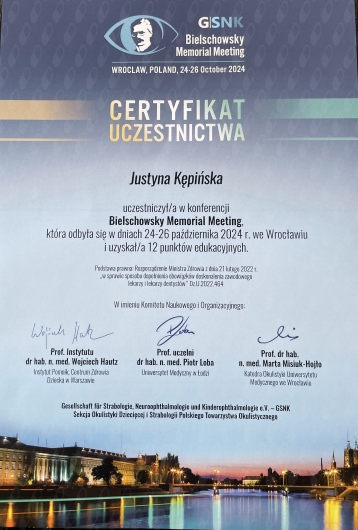 G|SNK
Bielschowsky
Memorial Meeting
WROCLAW, POLAND, 24-26 October 2024
CERTYFIKAT
UCZESTNICTWA
Justyna Kępińska
uczestniczył/a w konferencji
Bielschowsky Memorial Meeting,
która odbyła się w dniach 24-26 października 2024 r. we Wrocławiu
i uzyskał/a 12 punktów edukacyjnych.
Podstawa prawna: Rozporządzenie Ministra Zdrowia z dnia 21 lutego 2022 r.
„w sprawie sposobu dopełnienia obowiązków doskonalenia zawodowego
lekarzy i lekarzy dentystów” Dz.U.2022.464
W imieniu Komitetu Naukowego i Organizacyjnego:
Prof. Instytutu
dr hab. n. med. Wojciech Hautz
Instytut Pomnik, Centrum Zdrowia
Dziecka w Warszawie
Prof. uczelni
dr hab. n. med. Piotr Loba
Uniwersytet Medyczny w Łodzi
Prof. dr hab.
n. med. Marta Misiuk-Hojło
Katedra Okulistyki Uniwersytetu
Medycznego we Wrocławiu
Gesellschaft für Strabologie, Neuroophthalmologie und Kinderophthalmologie e.V. – GSNK
Sekcja Okulistyki Dziecięcej i Strabologii Polskiego Towarzystwa Okulistycznego